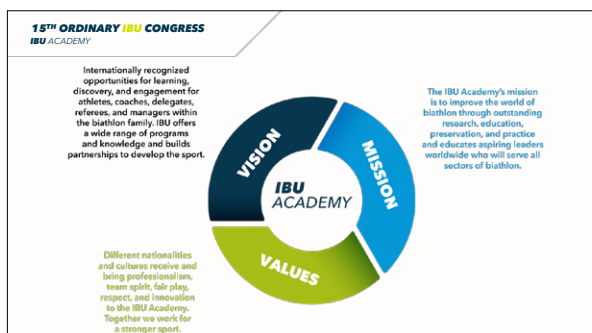 15TH ORDINARY IBU CONGRESS
IBU ACADEMY
Internationally recognized
opportunities for learning,
discovery, and engagement for
athletes, coaches, delegates,
referees, and managers within
the biathlon family. IBU offers
a wide range of programs
and knowledge and builds
partnerships to develop the sport.
VISION
MISSION
The IBU Academy's mission
is to improve the world of
biathlon through outstanding
research, education,
preservation, and practice
and educates aspiring leaders
worldwide who will serve all
sectors of biathlon.
IBU
ACADEMY
VALUES
Different nationalities
and cultures receive and
bring professionalism,
team spirit, fair play,
respect, and innovation
to the IBU Academy.
Together we work for
a stronger sport.